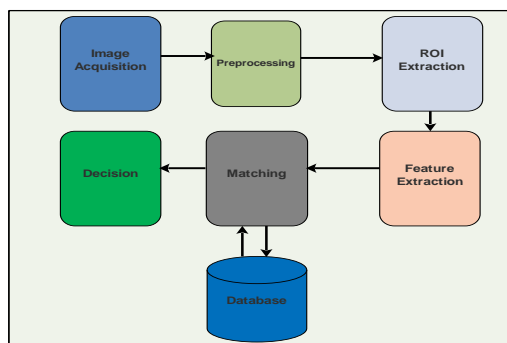 Image
Acquisition
Preprocessing
ROI
Extraction
Decision
Matching
Feature
Extraction
Database